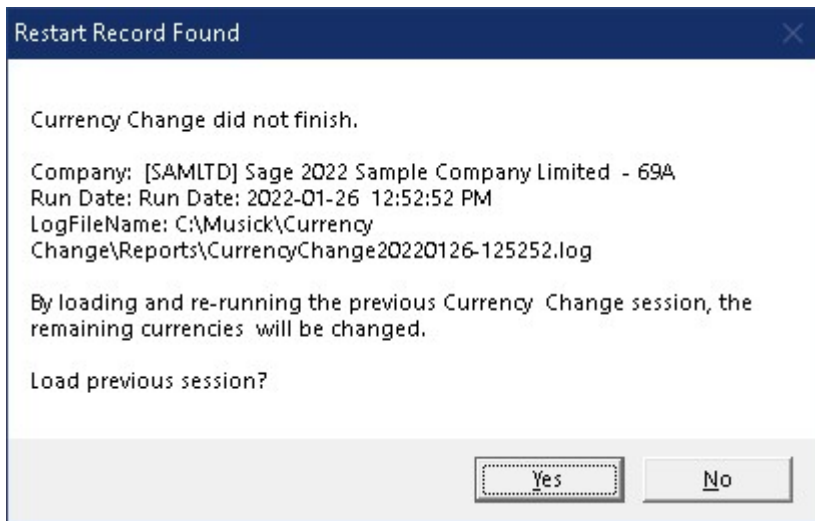 Restart Record Found
Currency Change did not finish.
Company: [SAMLTD] Sage 2022 Sample Company Limited - 69A
Run Date: Run Date: 2022-01-26 12:52:52 PM
LogFileName: C:\Musick\Currency
Change\Reports\CurrencyChange20220126-125252.log
By loading and re-running the previous Currency Change session, the
remaining currencies will be changed.
Load previous session?
Yes
No